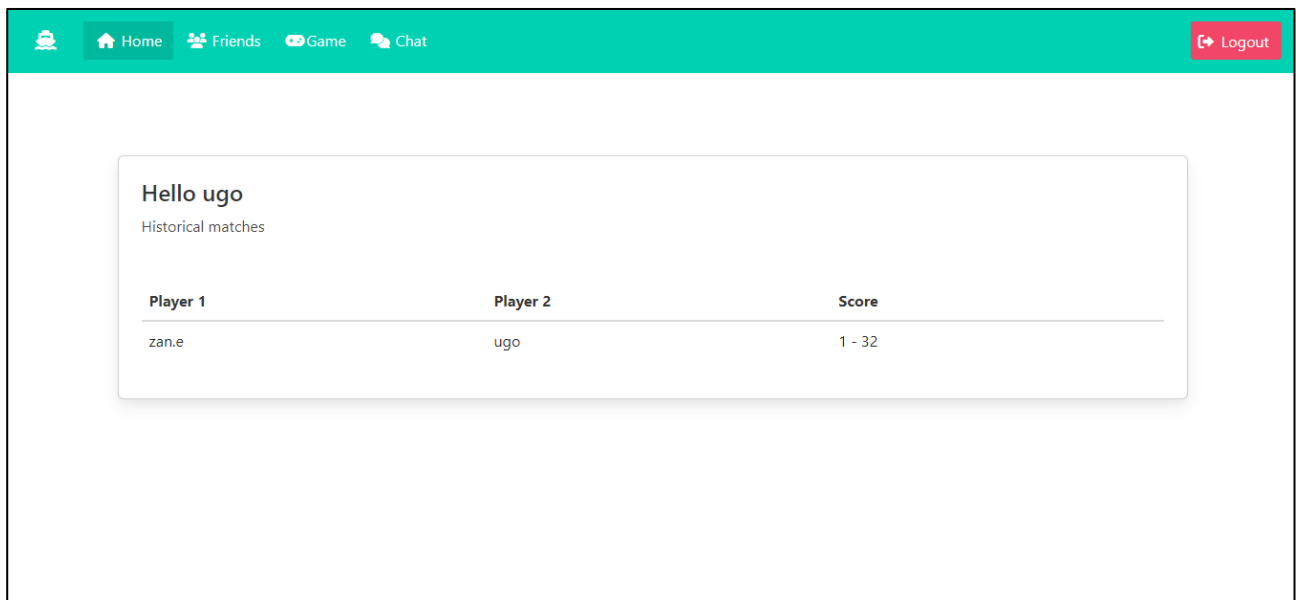 Home Friends Game Chat Logout
Hello ugo
Historical matches
Player 1 Player 2 Score
zan.e ugo 1 - 32